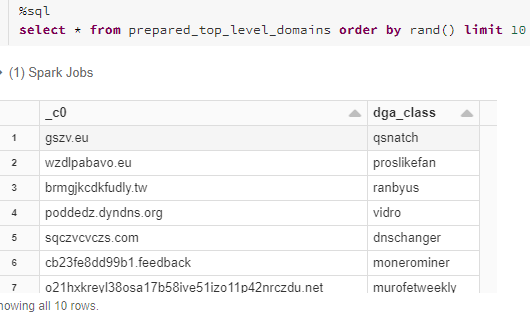 %sql
select * from prepared_top_level_domains order by rand() limit 10
(1) Spark Jobs
_c0 dga_class
1 gszv.eu qsnatch
2 wzdlpabavo.eu proslikefan
3 brmgjkcdkfudly.tw ranbyus
4 poddedz.dyndns.org vidro
5 sqczvcvczs.com dnschanger
6 cb23fe8dd99b1.feedback monerominer
7 o21hxkreyl38osa17b58ive51izo11p42nrczdu.net murofetweekly
nowing all 10 rows.